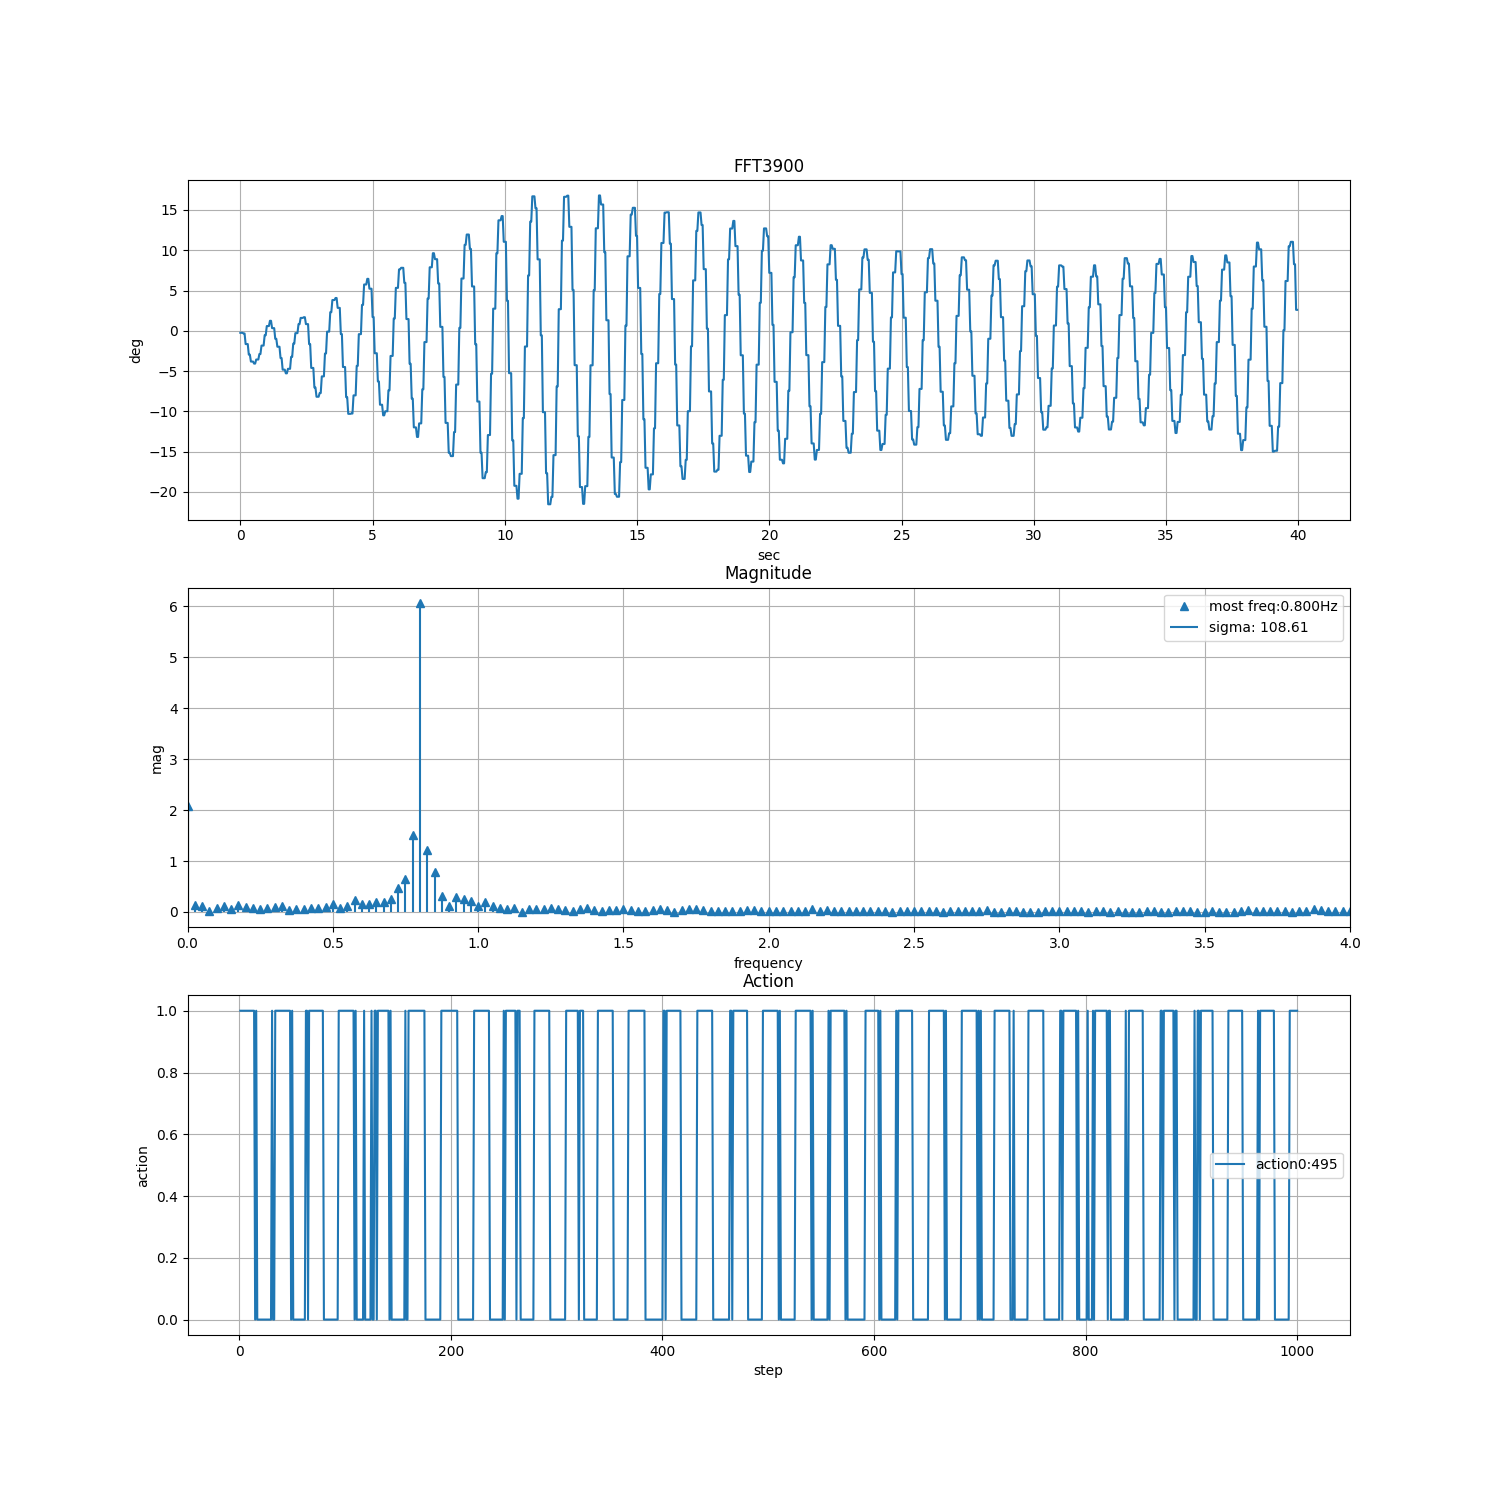 FFT3900
15
10
5
0
−5
−10
−15
−20
deg
0 5 10 15 20 25 30 35 40
sec
Magnitude
most freq:0.800Hz
sigma: 108.61
6
5
4
3
2
1
0
mag
0.0 0.5 1.0 1.5 2.0 2.5 3.0 3.5 4.0
frequency
Action
1.0
0.8
0.6
0.4
0.2
0.0
action
action0:495
0 200 400 600 800 1000
step